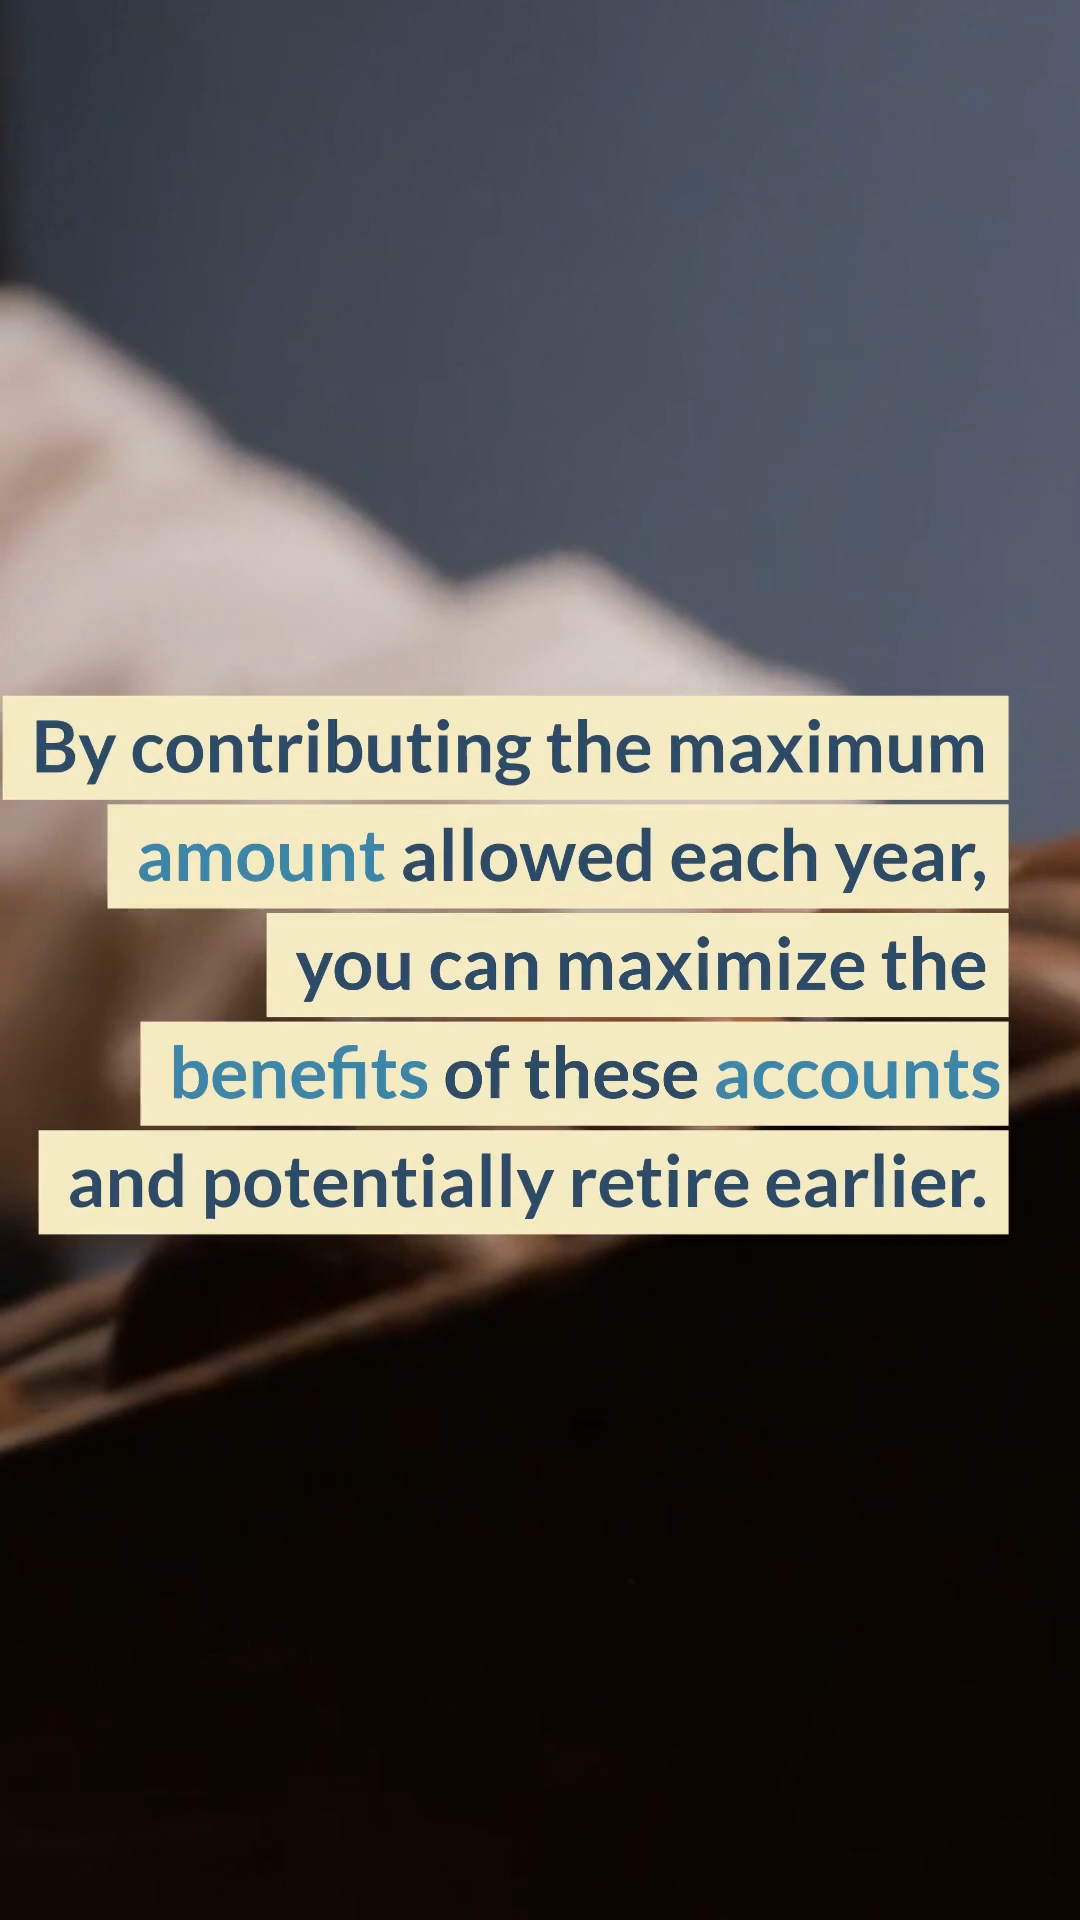 By contributing the maximum
amount allowed each year,
you can maximize the
benefits of these accounts
and potentially retire earlier.